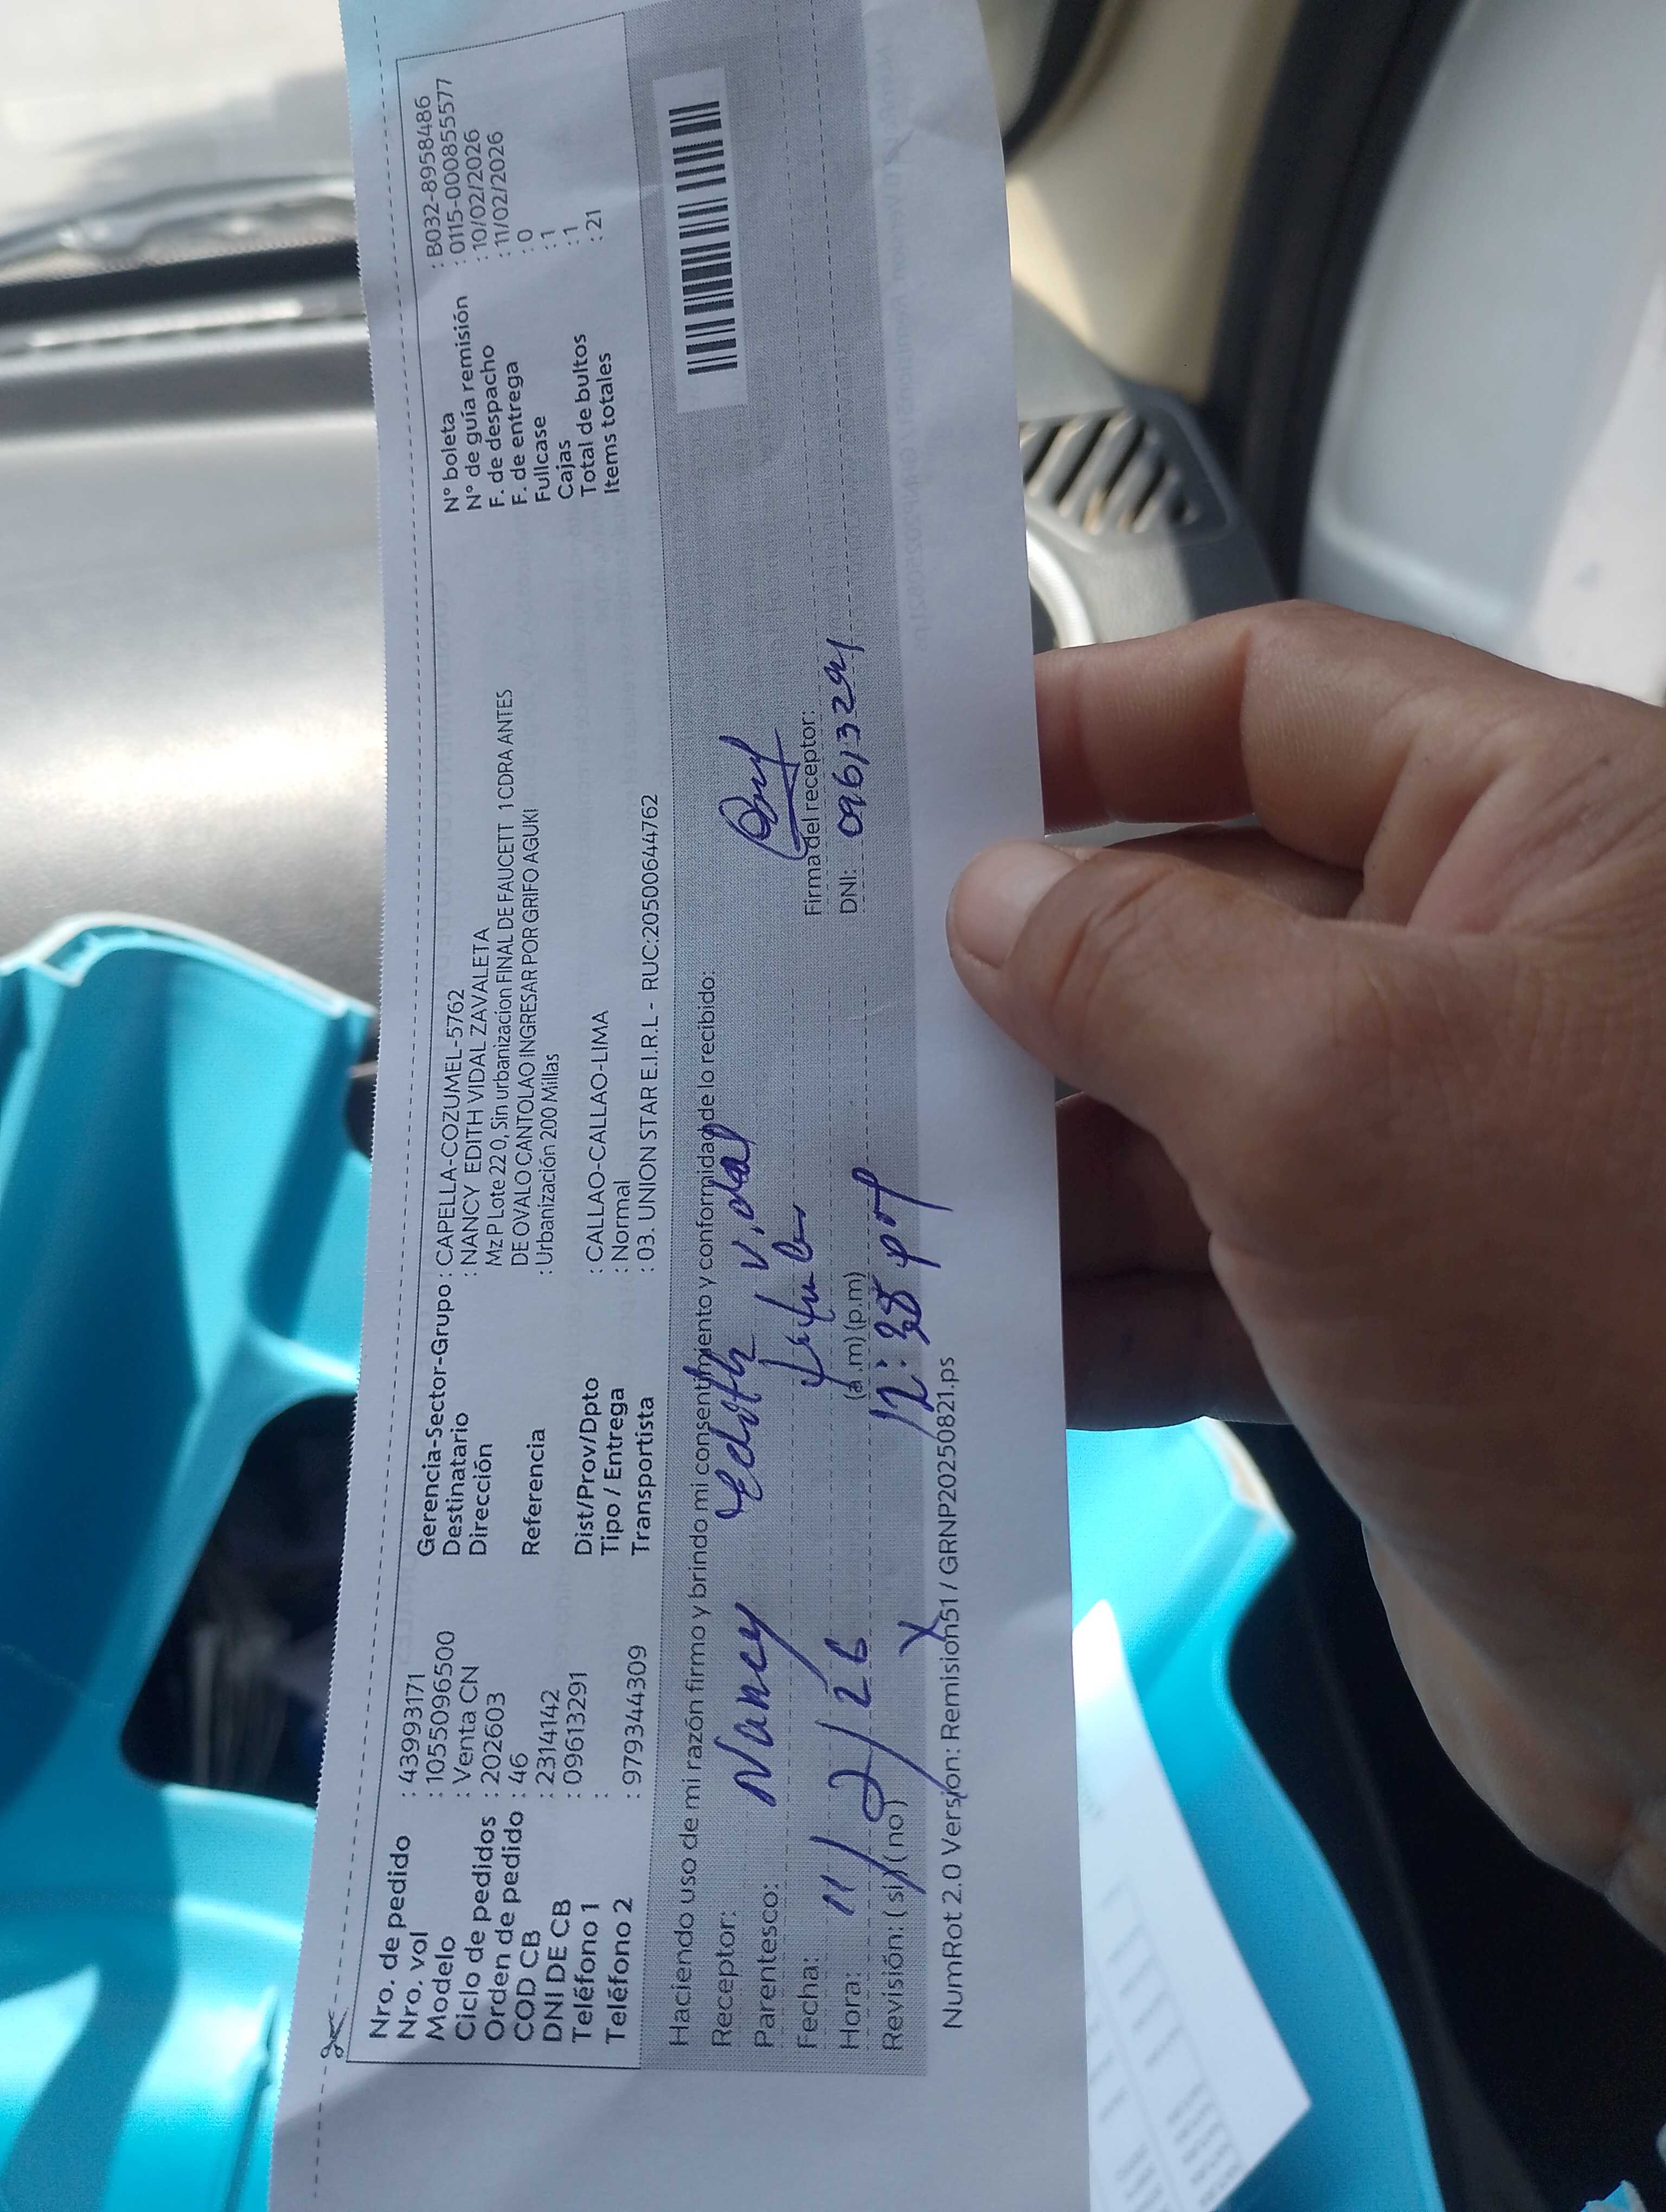 Nro. de pedido : 43993171
Nro. vol : 1055096500
Modelo : Venta CN
Ciclo de pedidos : 202603
Orden de pedido : 46
COD CB : 2314142
DNI DE CB : 09613291
Teléfono 1 :
Teléfono 2 : 979344309
Gerencia-Sector-Grupo : CAPELLA-COZUMEL-5762
Destinatario : NANCY EDITH VIDAL ZAVALETA
Dirección Mz P Lote 22 0, Sin urbanizacion FINAL DE FAUCETT 1CDRA ANTES
DE OVALO CANTOLAO INGRESAR POR GRIFO AGUKI
Referencia : Urbanización 200 Millas
Dist/Prov/Dpto : CALLAO-CALLAO-LIMA
Tipo / Entrega : Normal
Transportista : 03. UNION STAR E.I.R.L - RUC:20500644762
N° boleta : B032-8958486
N° de guía remisión : 0115-0008555577
F. de despacho : 10/02/2026
F. de entrega : 11/02/2026
Fullcase : 0
Cajas : 1
Total de bultos : 1
Items totales : 21
Haciendo uso de mi razón firmo y brindo mi consentimiento y conformidad de lo recibido:
Receptor: Nancy Edith Vidal
Parentesco:
Fecha: 11/2/26
Hora: (a.m) (p.m) 12:38 pm
Revisión: (si) (no) X
Firma del receptor:
DNI: 09613291
NumRot 2.0 Version: Remision51 / GRNP20250821.ps